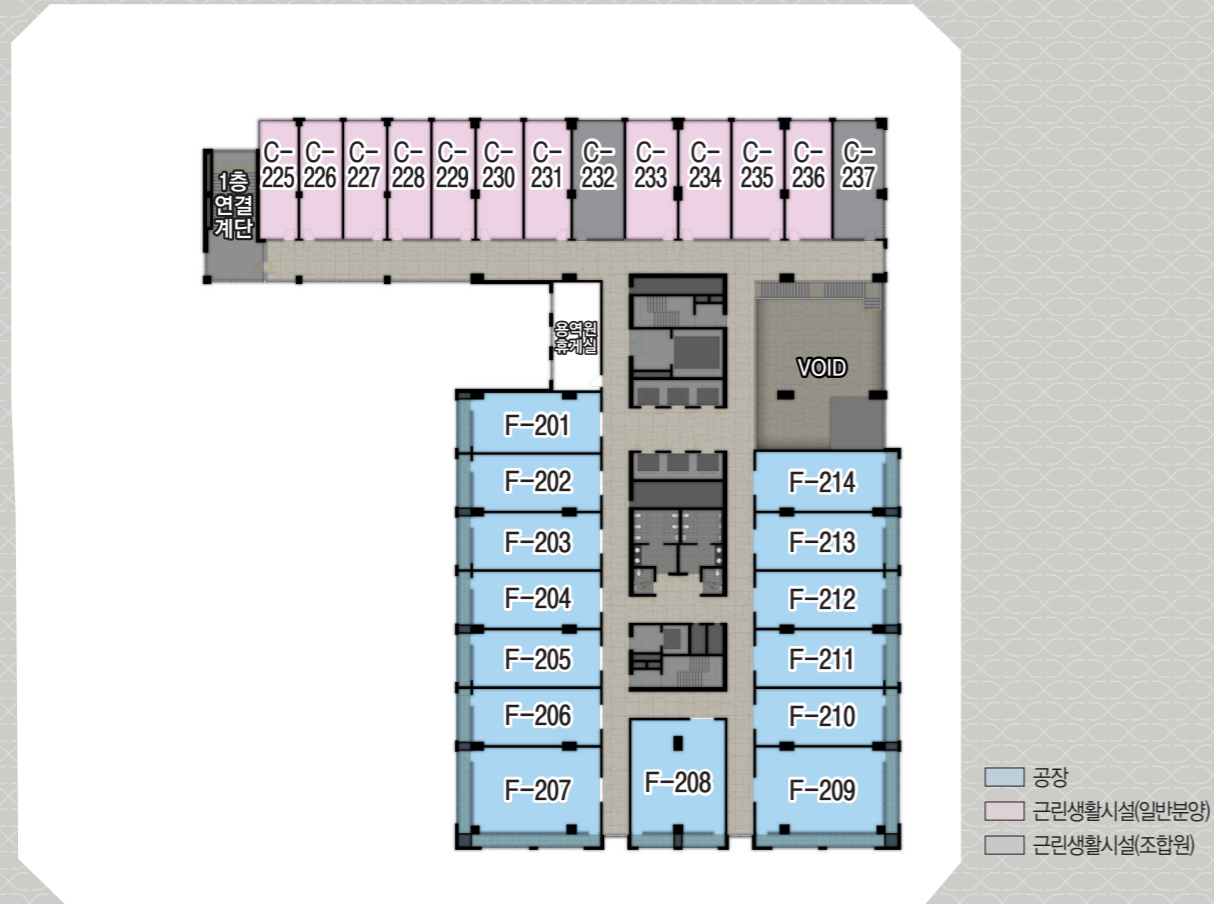 C-
225
C-
226
C-
227
C-
228
C-
229
C-
230
C-
231
C-
232
C-
233
C-
234
C-
235
C-
236
C-
237
1층
연결
계단
용역원
휴게실
VOID
F-201
F-202
F-203
F-204
F-205
F-206
F-207
F-208
F-214
F-213
F-212
F-211
F-210
F-209
공장
근린생활시설(일반분양)
근린생활시설(조합원)